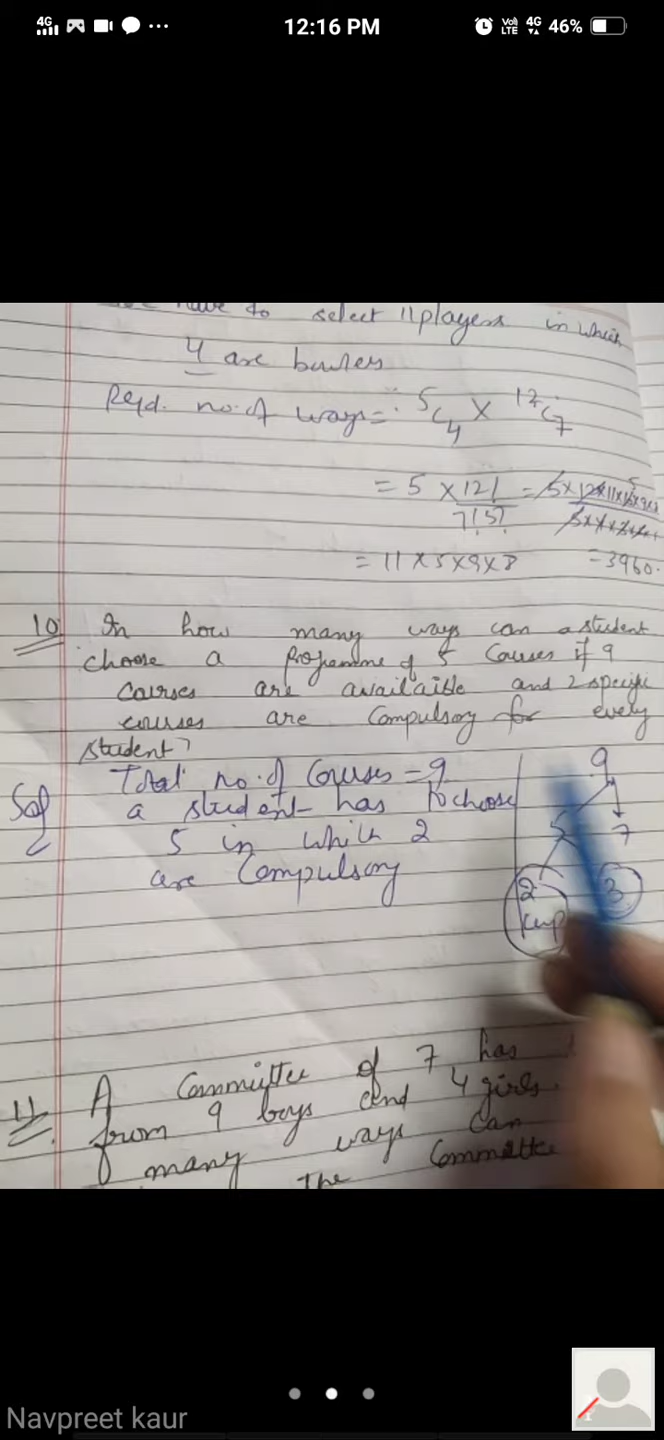 4G 12:16 PM VoI LTE 4G 46%
have to select 11 players in which
4 are bowlers
Reqd. no. of ways = ⁵C₄ × ¹²C₇
= 5 × 12! / 7! 5!
= 11 × 5 × 9 × 8 = 3960.
10 In how many ways can a student
choose a Programme of 5 Courses if 9
courses are available and 2 specific
courses are Compulsory for every
student?
Sol Total no. of Courses = 9
a student has to choose
5 in which 2
are Compulsory
9
5 7
2 3
11 A Committee of 7 has
from 9 boys and 4 girls.
many ways can
The Committee
Navpreet kaur